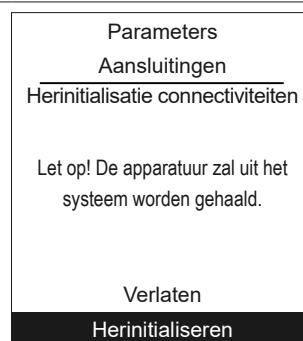 Parameters
Aansluitingen
Herinitialisatie connectiviteiten
Let op! De apparatuur zal uit het
systeem worden gehaald.
Verlaten
Herinitialiseren